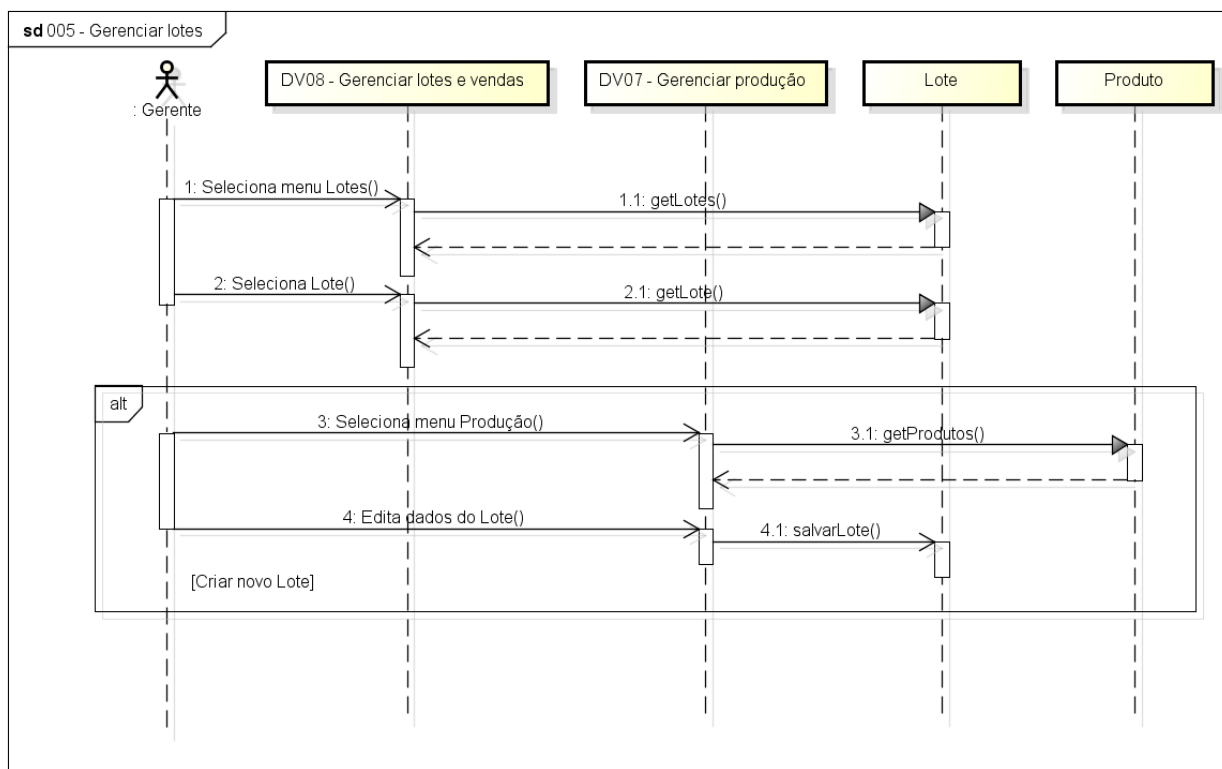 sd 005 - Gerenciar lotes
: Gerente
DV08 - Gerenciar lotes e vendas
DV07 - Gerenciar produção
Lote
Produto
1: Seleciona menu Lotes()
1.1: getLotes()
2: Seleciona Lote()
2.1: getLote()
alt
3: Seleciona menu Produção()
3.1: getProdutos()
4: Edita dados do Lote()
4.1: salvarLote()
[Criar novo Lote]